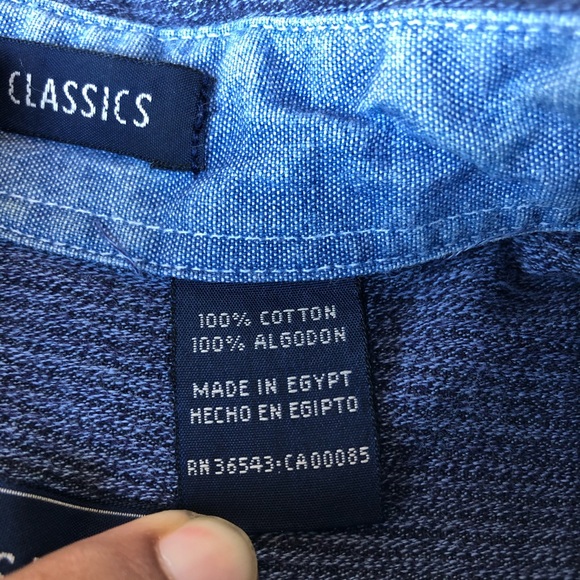 CLASSICS
100% COTTON
100% ALGODON
MADE IN EGYPT
HECHO EN EGIPTO
RN36543-CA00085